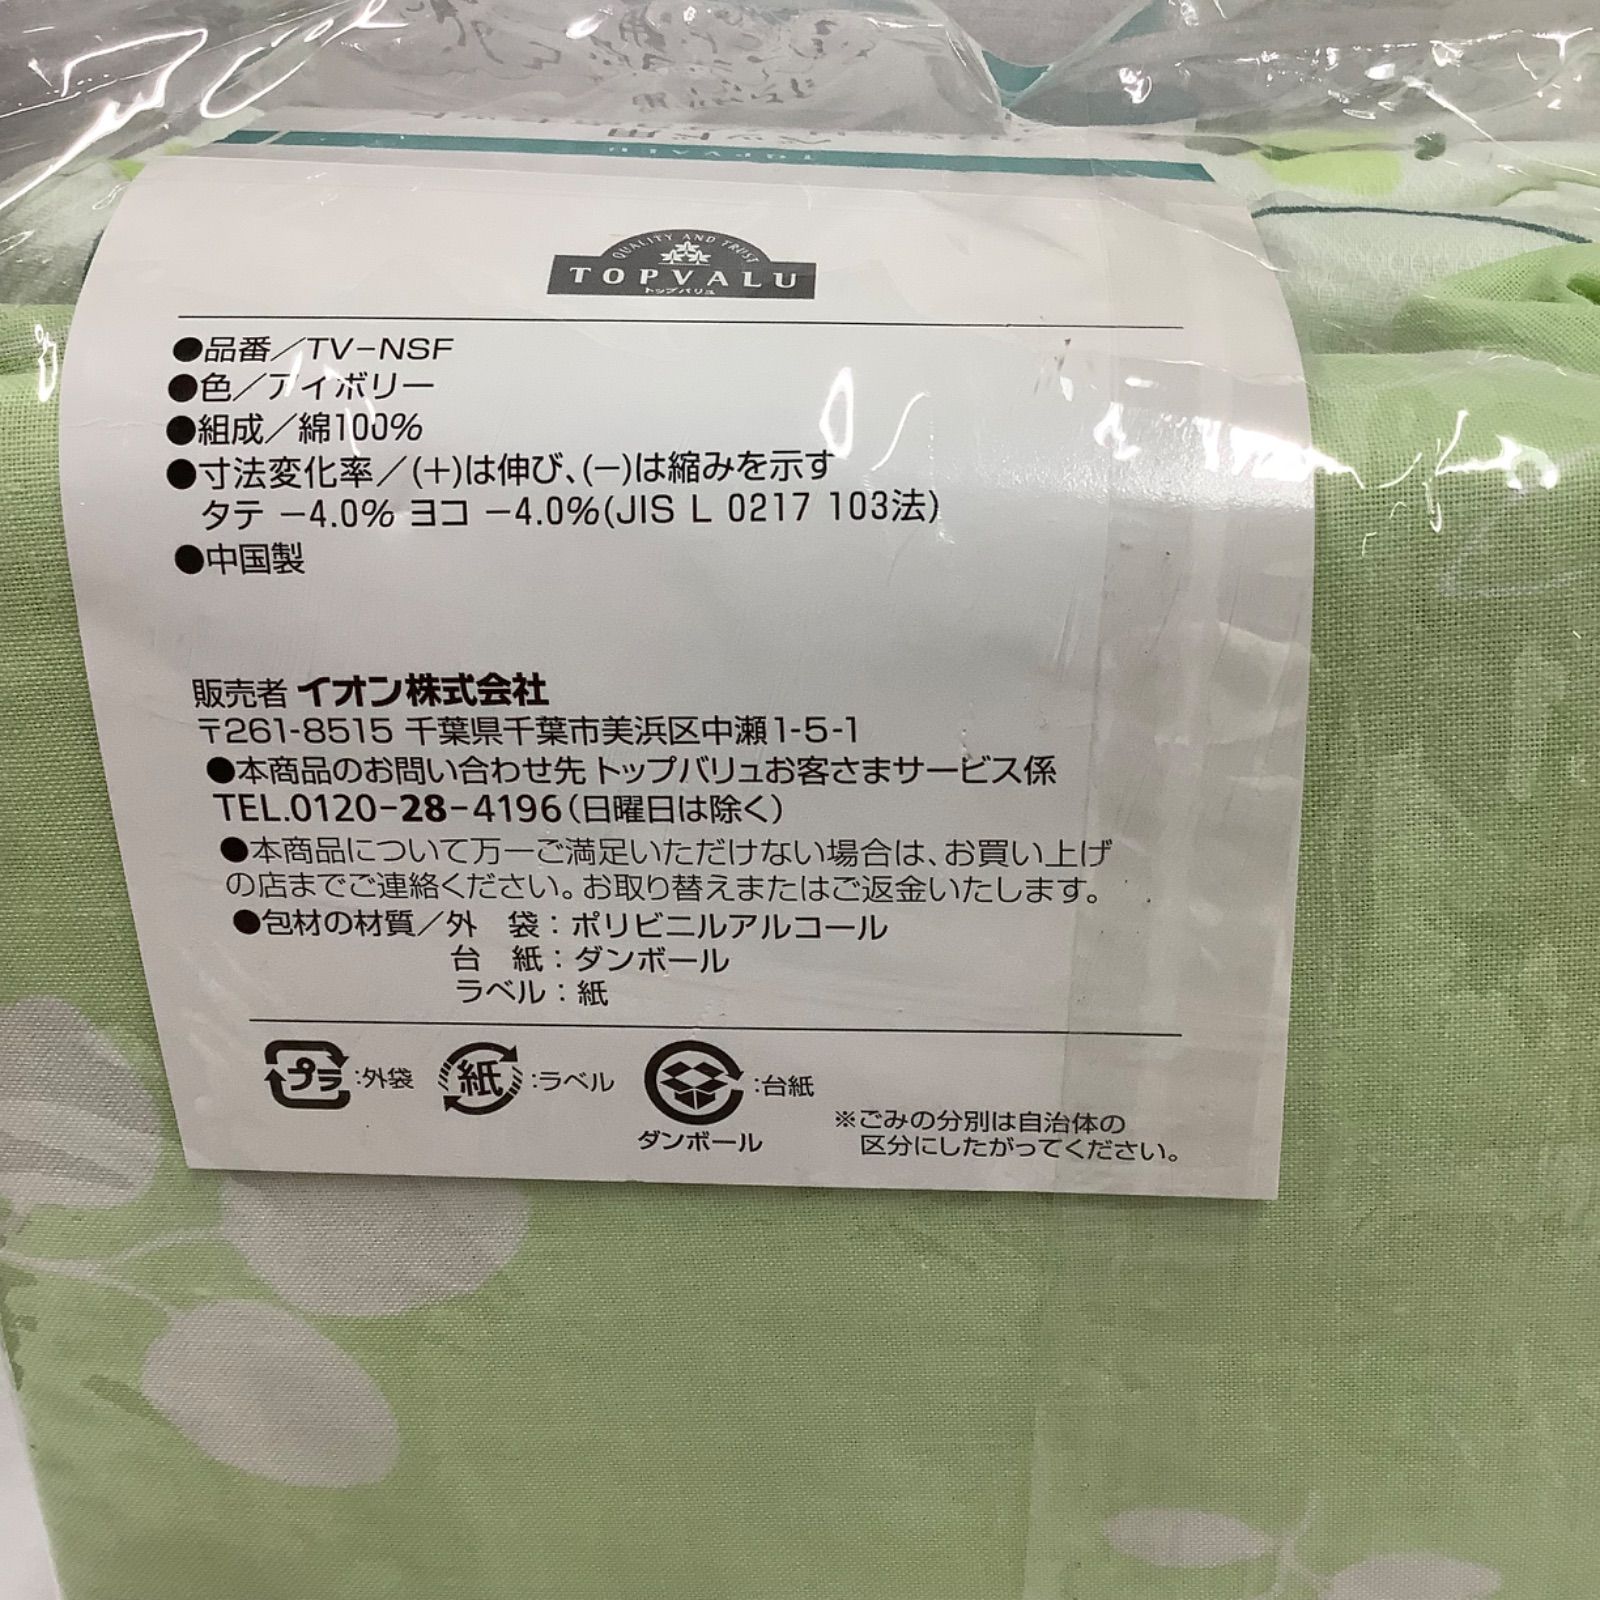 ベッド用
TOPVALU
QUALITY AND TRUST
TOPVALU
トップバリュ
●品番／TV-NSF
●色／アイボリー
●組成／綿100%
●寸法変化率／(+)は伸び、(−)は縮みを示す
タテ −4.0% ヨコ −4.0%(JIS L 0217 103法)
●中国製
販売者 イオン株式会社
〒261-8515 千葉県千葉市美浜区中瀬1-5-1
●本商品のお問い合わせ先 トップバリュお客さまサービス係
TEL.0120-28-4196(日曜日は除く)
●本商品について万一ご満足いただけない場合は、お買い上げ
の店までご連絡ください。お取り替えまたはご返金いたします。
●包材の材質／外　袋：ポリビニルアルコール
台　紙：ダンボール
ラベル：紙
プラ :外袋 紙 :ラベル :台紙
ダンボール
※ごみの分別は自治体の
区分にしたがってください。